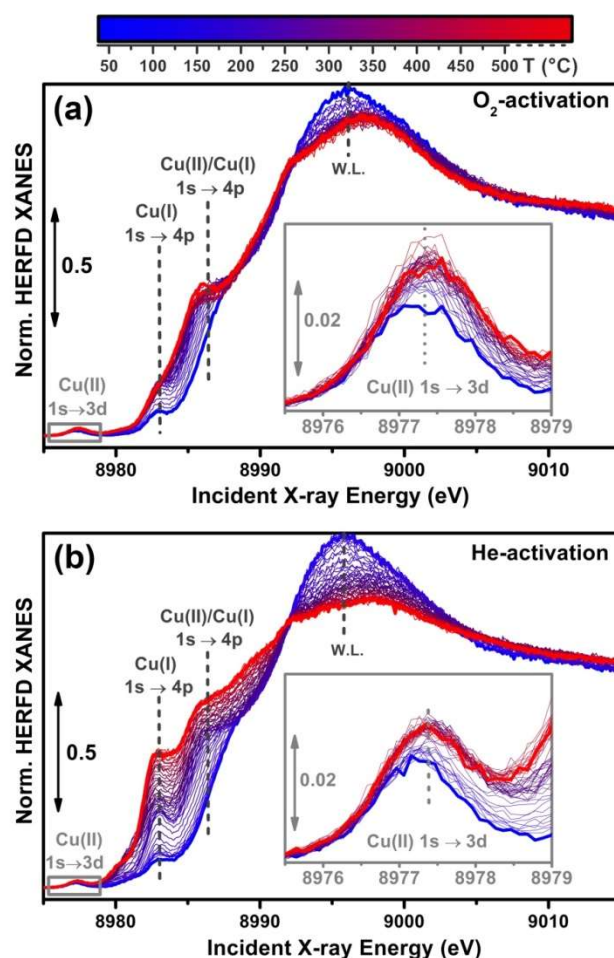 50 100 150 200 250 300 350 400 450 500 T (°C)
(a)
O₂-activation
Cu(II)/Cu(I)
1s → 4p
Cu(I)
1s → 4p
W.L.
0.5
0.02
Cu(II) 1s → 3d
8976 8977 8978 8979
Cu(II)
1s→3d
Norm. HERFD XANES
8980 8990 9000 9010
Incident X-ray Energy (eV)
(b)
He-activation
Cu(II)/Cu(I)
1s → 4p
Cu(I)
1s → 4p
W.L.
0.5
0.02
Cu(II) 1s → 3d
8976 8977 8978 8979
Cu(II)
1s→3d
Norm. HERFD XANES
8980 8990 9000 9010
Incident X-ray Energy (eV)